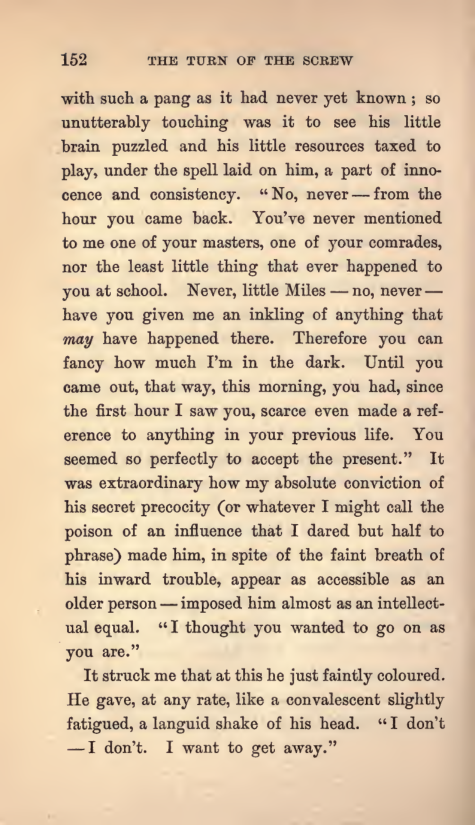 152 THE TURN OF THE SCREW
with such a pang as it had never yet known ; so
unutterably touching was it to see his little
brain puzzled and his little resources taxed to
play, under the spell laid on him, a part of inno-
cence and consistency. “No, never — from the
hour you came back. You’ve never mentioned
to me one of your masters, one of your comrades,
nor the least little thing that ever happened to
you at school. Never, little Miles — no, never —
have you given me an inkling of anything that
may have happened there. Therefore you can
fancy how much I’m in the dark. Until you
came out, that way, this morning, you had, since
the first hour I saw you, scarce even made a ref-
erence to anything in your previous life. You
seemed so perfectly to accept the present.” It
was extraordinary how my absolute conviction of
his secret precocity (or whatever I might call the
poison of an influence that I dared but half to
phrase) made him, in spite of the faint breath of
his inward trouble, appear as accessible as an
older person — imposed him almost as an intellect-
ual equal. “I thought you wanted to go on as
you are.”
It struck me that at this he just faintly coloured.
He gave, at any rate, like a convalescent slightly
fatigued, a languid shake of his head. “I don’t
— I don’t. I want to get away.”